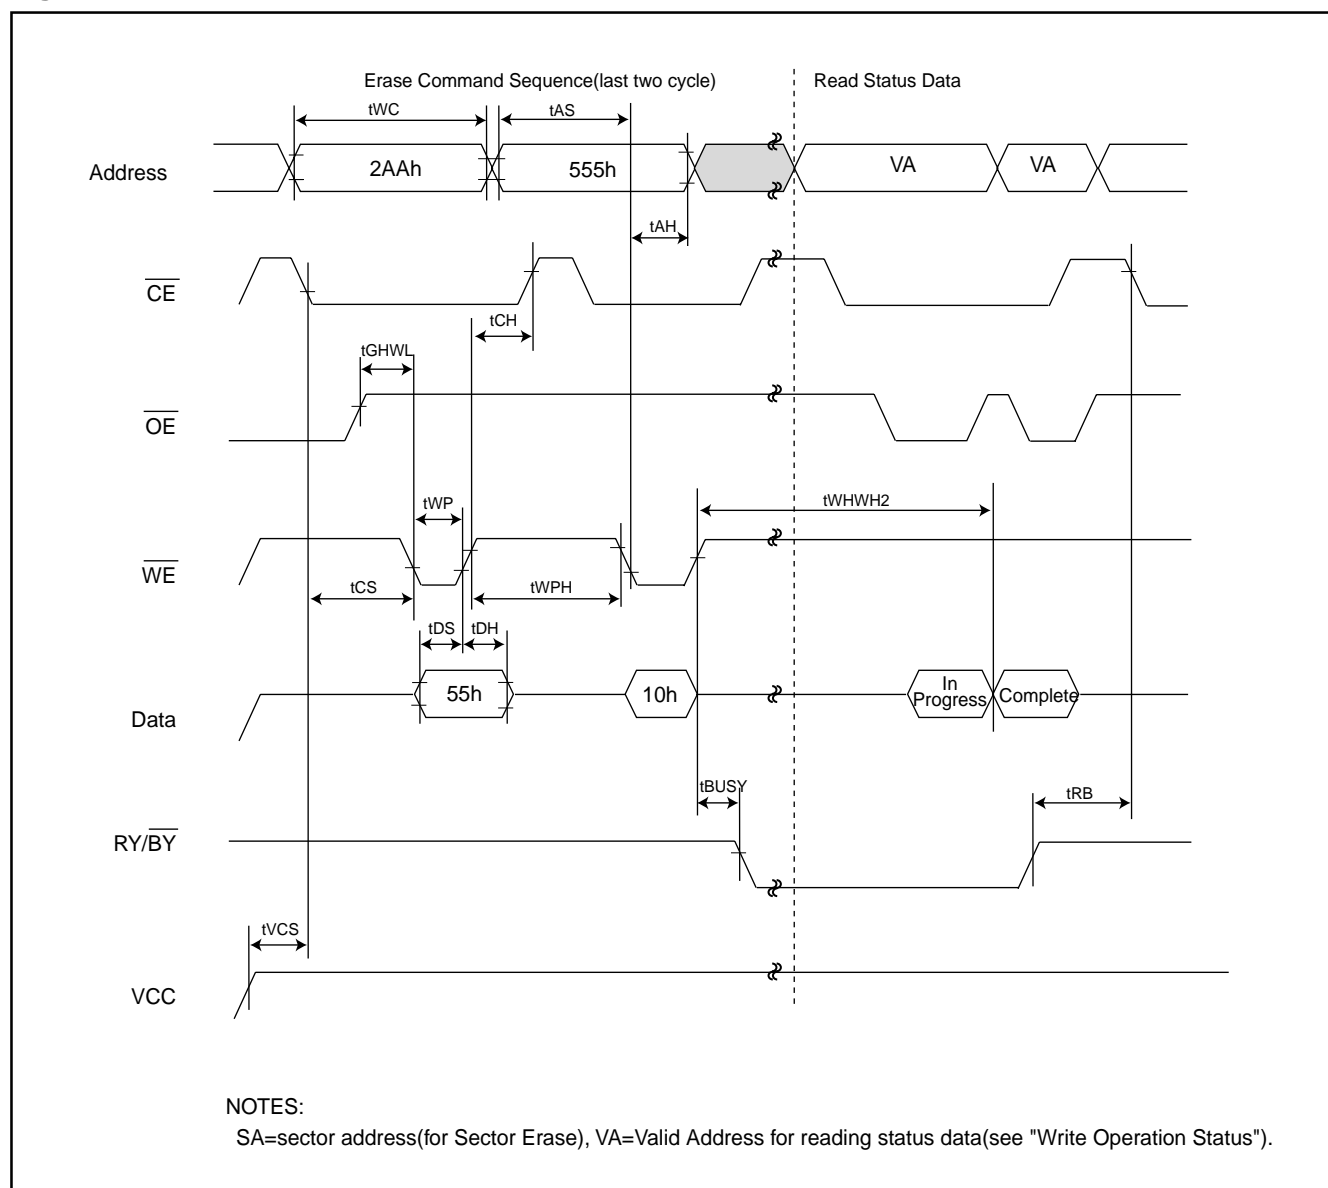 Erase Command Sequence(last two cycle)
Read Status Data
tWC
tAS
Address
2AAh
555h
VA
VA
tAH
CE
tCH
tGHWL
OE
tWP
tWHWH2
WE
tCS
tWPH
tDS
tDH
Data
55h
10h
In
Progress
Complete
tBUSY
tRB
RY/BY
tVCS
VCC
NOTES:
SA=sector address(for Sector Erase), VA=Valid Address for reading status data(see "Write Operation Status").